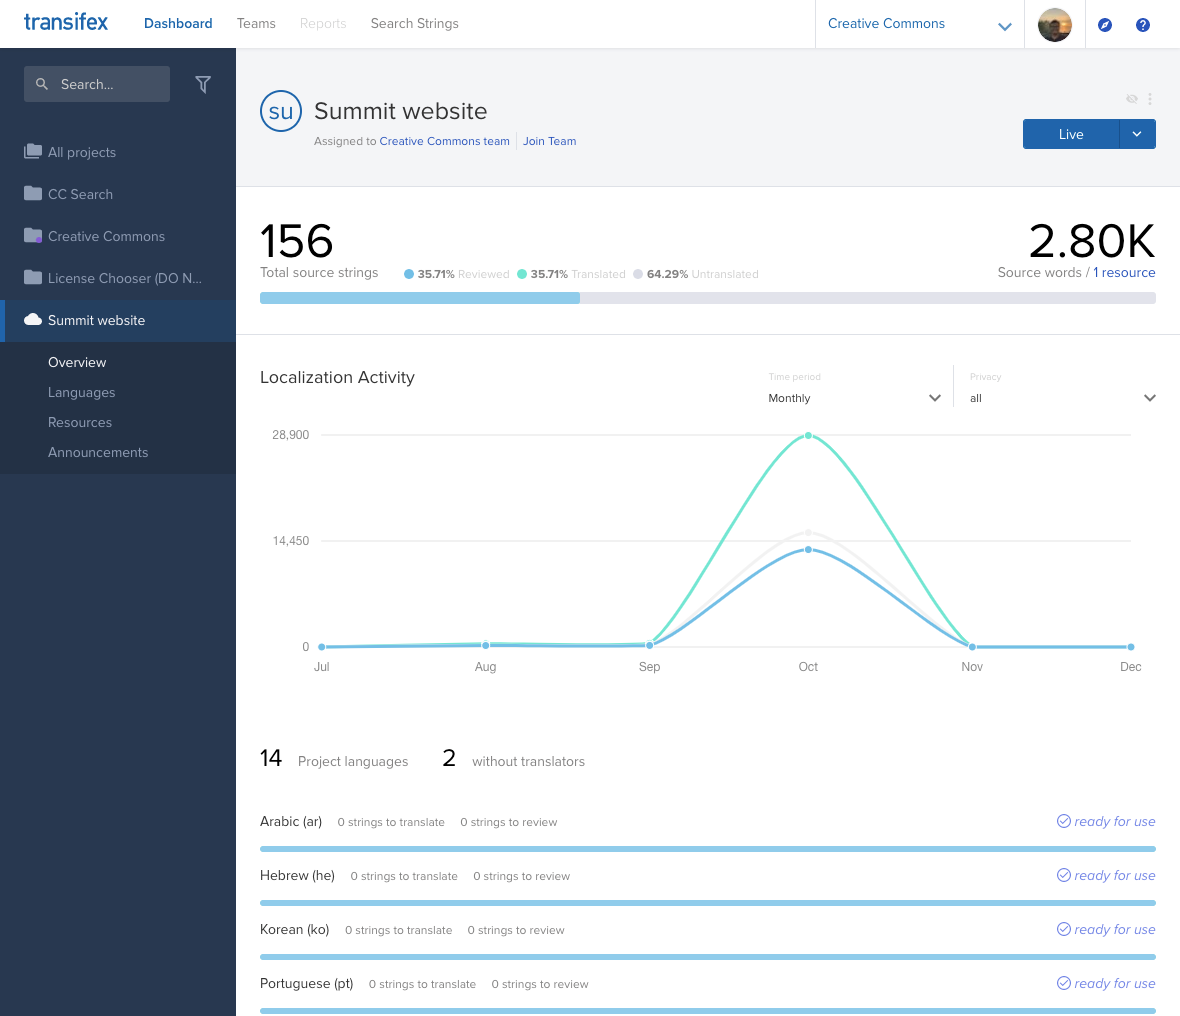 transifex
Dashboard
Teams
Reports
Search Strings
Creative Commons
?
Search...
All projects
CC Search
Creative Commons
License Chooser (DO N...
Summit website
Overview
Languages
Resources
Announcements
SU
Summit website
Assigned to Creative Commons team
Join Team
Live
156
Total source strings
35.71% Reviewed
35.71% Translated
64.29% Untranslated
2.80K
Source words / 1 resource
Localization Activity
Time period
Monthly
Privacy
all
28,900
14,450
0
Jul
Aug
Sep
Oct
Nov
Dec
14 Project languages
2 without translators
Arabic (ar) 0 strings to translate 0 strings to review ready for use
Hebrew (he) 0 strings to translate 0 strings to review ready for use
Korean (ko) 0 strings to translate 0 strings to review ready for use
Portuguese (pt) 0 strings to translate 0 strings to review ready for use